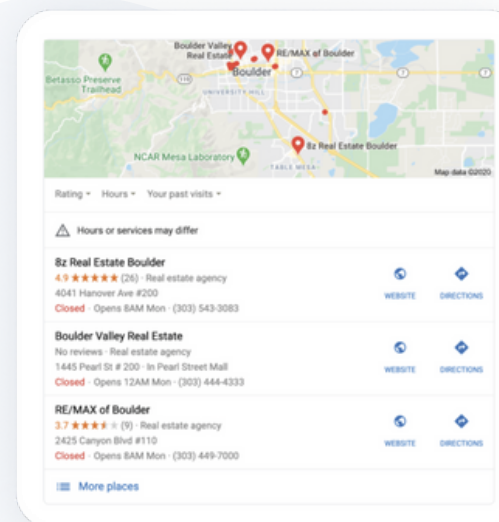 Boulder Valley
Real Estate
RE/MAX of Boulder
Boulder
Betasso Preserve
Trailhead
119
7
7
7
UNIVERSITY HILL
8z Real Estate Boulder
NCAR Mesa Laboratory
TABLE MESA
Map data ©2020
Rating
Hours
Your past visits
Hours or services may differ
8z Real Estate Boulder
4.9 ★★★★★ (26) · Real estate agency
4041 Hanover Ave #200
Closed · Opens 8AM Mon · (303) 543-3083
WEBSITE
DIRECTIONS
Boulder Valley Real Estate
No reviews · Real estate agency
1445 Pearl St # 200 · In Pearl Street Mall
Closed · Opens 12AM Mon · (303) 444-4333
WEBSITE
DIRECTIONS
RE/MAX of Boulder
3.7 ★★★★★ (9) · Real estate agency
2425 Canyon Blvd #110
Closed · Opens 8AM Mon · (303) 449-7000
WEBSITE
DIRECTIONS
More places